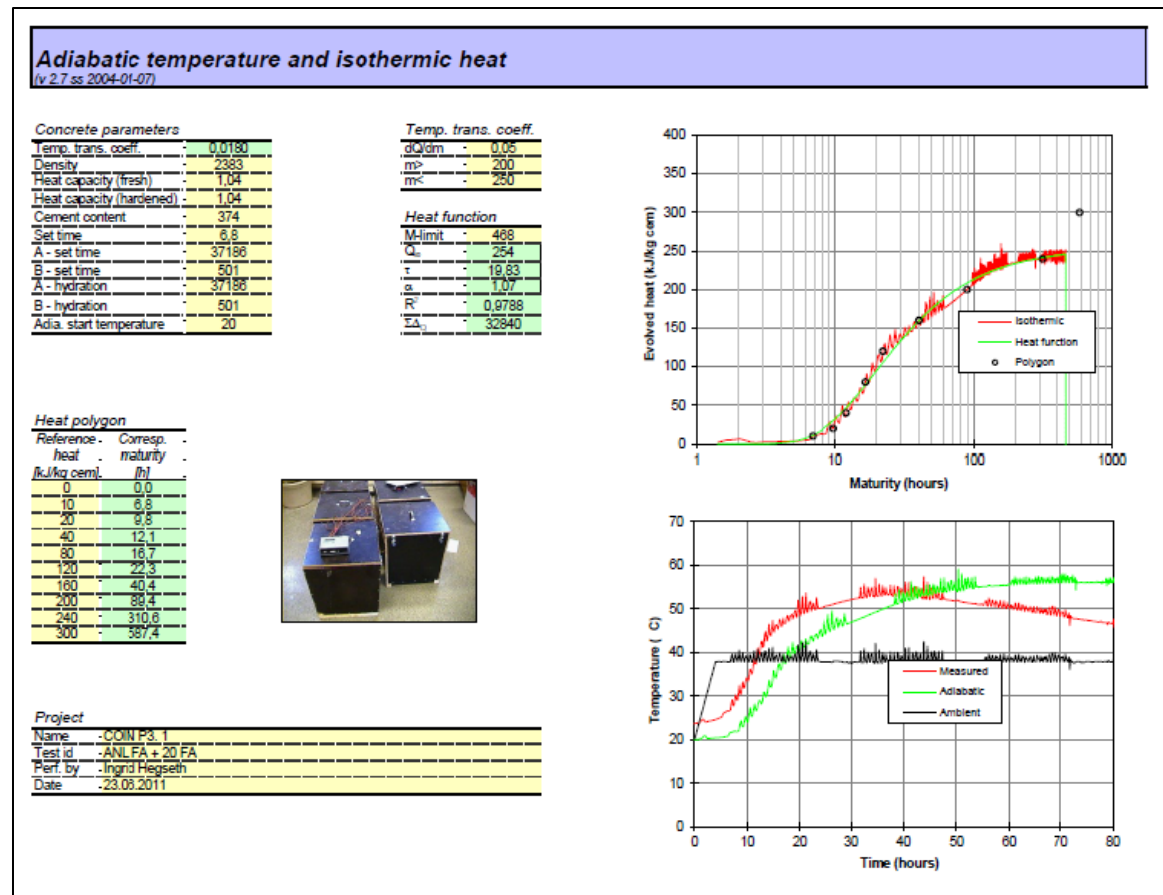 Adiabatic temperature and isothermic heat
(v 2.7 ss 2004-01-07)
Concrete parameters
Temp. trans. coeff. - 0,0180
Density - 2383
Heat capacity (fresh) - 1,04
Heat capacity (hardened) - 1,04
Cement content - 374
Set time - 6,8
A - set time - 37186
B - set time - 501
A - hydration - 37186
B - hydration - 501
Adia. start temperature - 20
Temp. trans. coeff.
dQ/dm - 0,05
m> - 200
m< - 250
Heat function
M-limit - 468
Q∞ - 254
τ - 19,83
α - 1,07
R² - 0,9788
ΣΔ□ - 32840
Heat polygon
Reference - Corresp. -
heat - maturity -
[kJ/kg cem]- [h] -
0 0,0
10 6,8
20 9,8
40 12,1
80 16,7
120 22,3
160 40,4
200 89,4
240 310,6
300 587,4
Project
Name - COIN P3. 1
Test id - ANL FA + 20 FA
Perf. by - Ingrid Hegseth
Date - 23.06.2011
Evolved heat (kJ/kg cem)
400
350
300
250
200
150
100
50
0
1 10 100 1000
Maturity (hours)
Isothermic
Heat function
Polygon
Temperature ( C)
70
60
50
40
30
20
10
0
0 10 20 30 40 50 60 70 80
Time (hours)
Measured
Adiabatic
Ambient